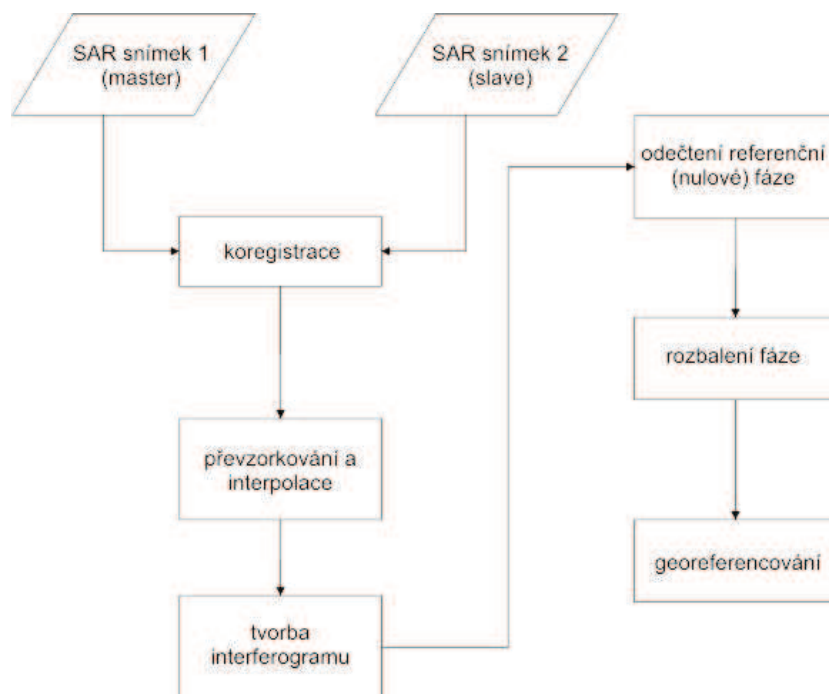 SAR snímek 1
(master)
SAR snímek 2
(slave)
koregistrace
převzorkování a
interpolace
tvorba
interferogramu
odečtení referenční
(nulové) fáze
rozbalení fáze
georeferencování